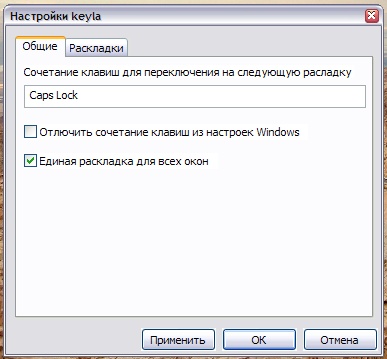 Настройки keyla
Общие Раскладки
Сочетание клавиш для переключения на следующую расладку
Caps Lock
Отлючить сочетание клавиш из настроек Windows
Единая раскладка для всех окон
Применить ОК Отмена